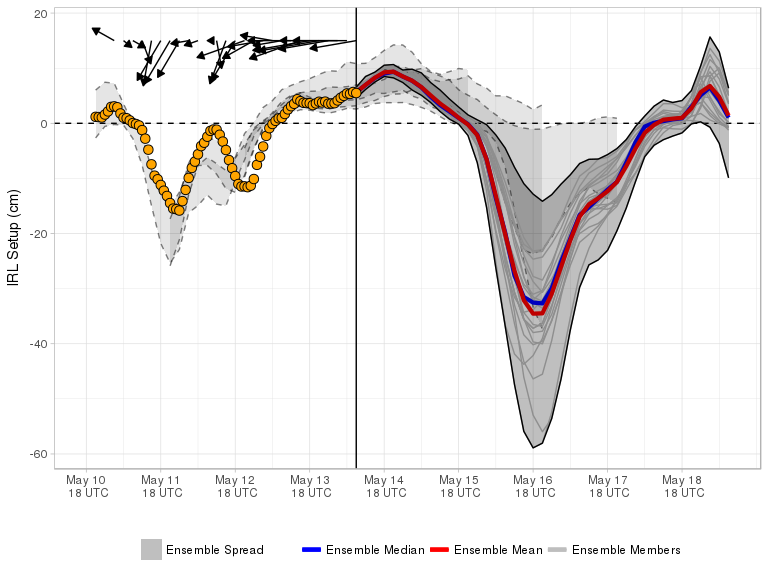 20
0
-20
-40
-60
IRL Setup (cm)
May 10 May 11 May 12 May 13 May 14 May 15 May 16 May 17 May 18
18 UTC 18 UTC 18 UTC 18 UTC 18 UTC 18 UTC 18 UTC 18 UTC 18 UTC
Ensemble Spread Ensemble Median Ensemble Mean Ensemble Members